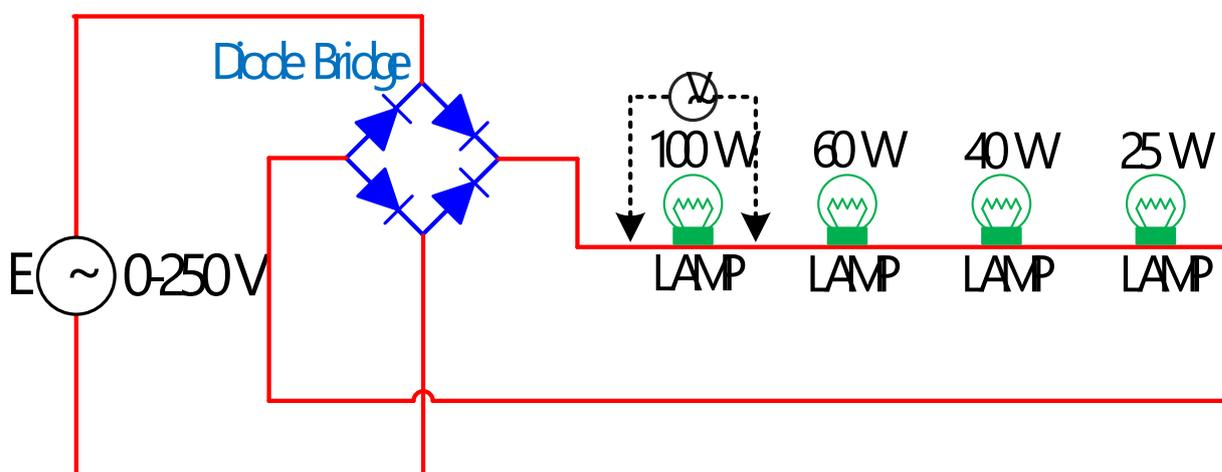 Diode Bridge
V
~
100 W 60 W 40 W 25 W
E ~ 0-250 V
LAMP LAMP LAMP LAMP